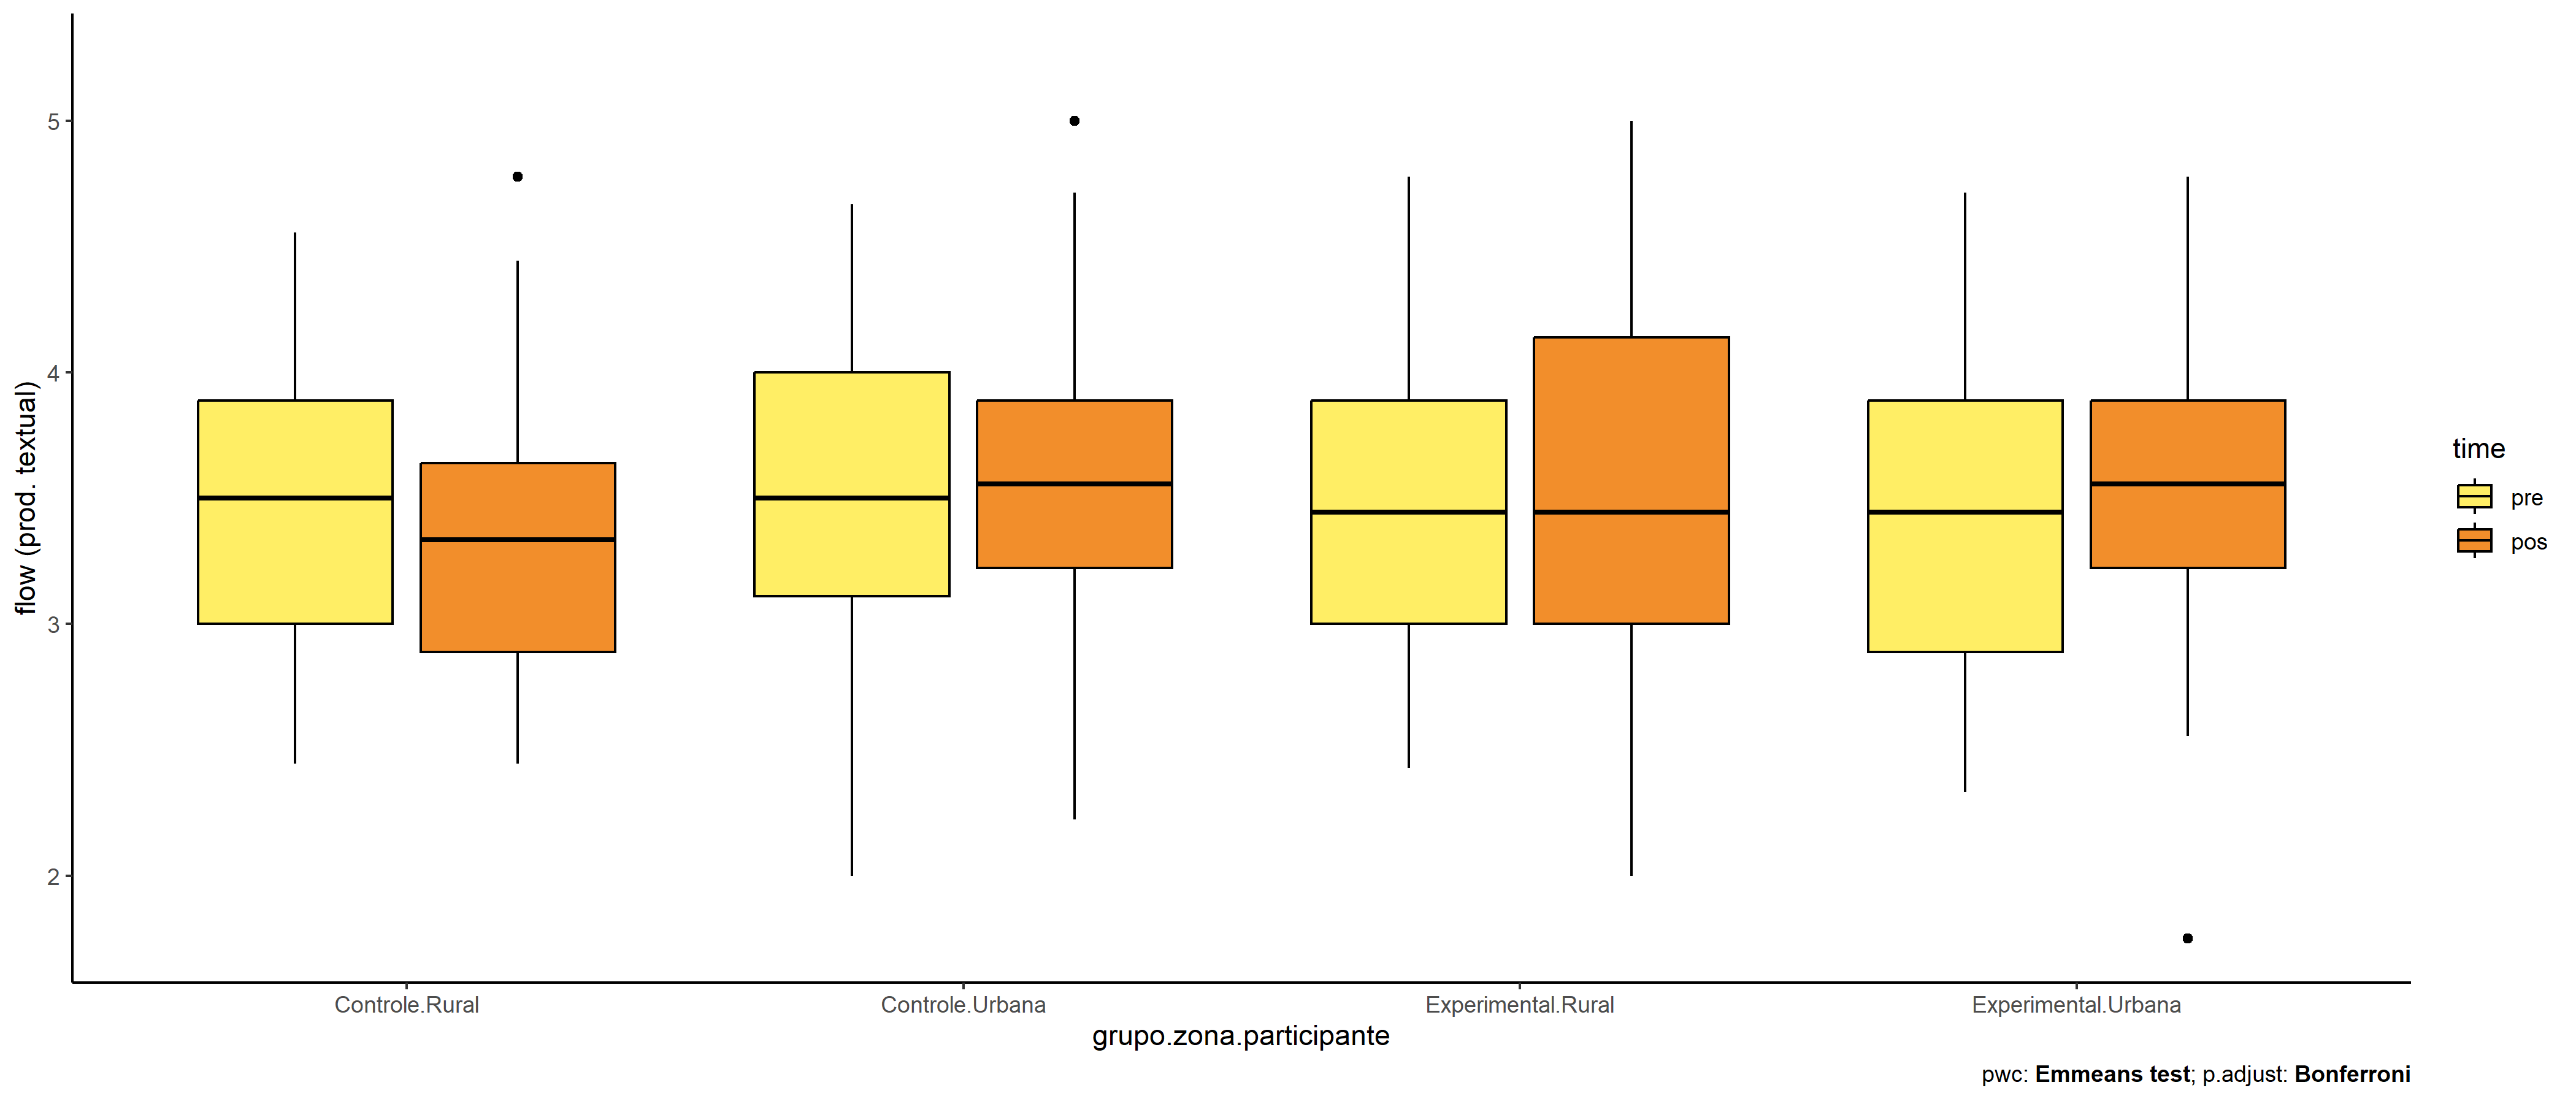 flow (prod. textual)
5
4
3
2
Controle.Rural
Controle.Urbana
Experimental.Rural
Experimental.Urbana
grupo.zona.participante
time
pre
pos
pwc: Emmeans test; p.adjust: Bonferroni